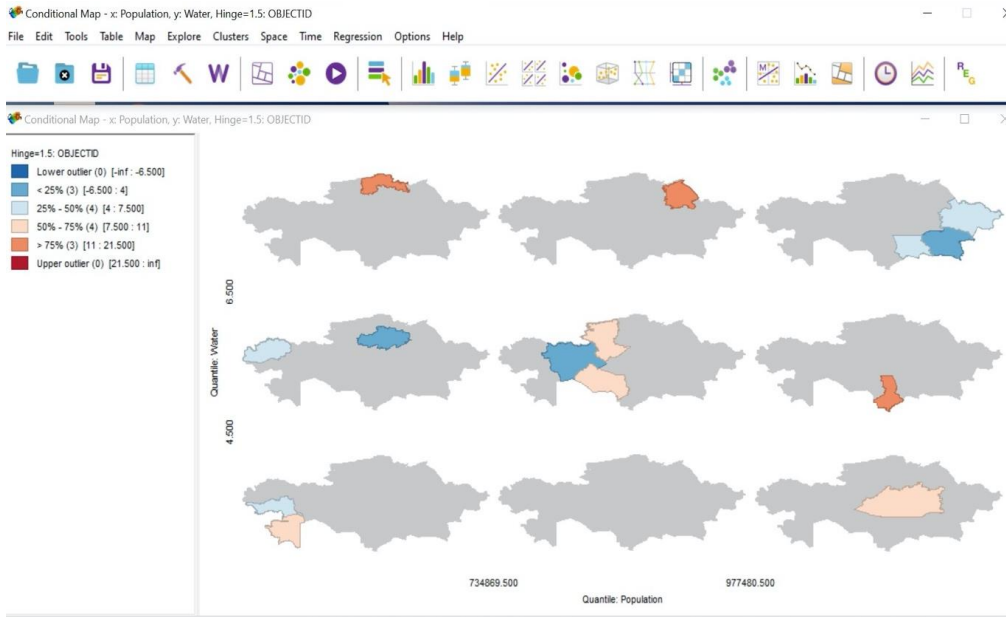 Conditional Map - x: Population, y: Water, Hinge=1.5: OBJECTID
File Edit Tools Table Map Explore Clusters Space Time Regression Options Help
W
M
REG
Conditional Map - x: Population, y: Water, Hinge=1.5: OBJECTID
Hinge=1.5: OBJECTID
Lower outlier (0) [-inf : -6.500]
< 25% (3) [-6.500 : 4]
25% - 50% (4) [4 : 7.500]
50% - 75% (4) [7.500 : 11]
> 75% (3) [11 : 21.500]
Upper outlier (0) [21.500 : inf]
6.500
Quantile: Water
4.500
734869.500 977480.500
Quantile: Population